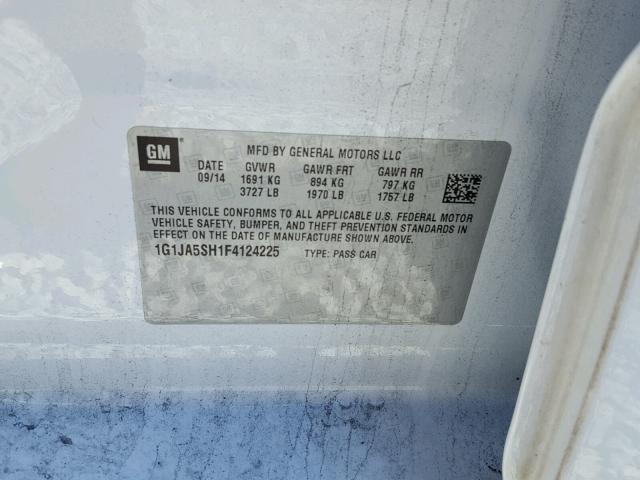 GM
MFD BY GENERAL MOTORS LLC
DATE GVWR GAWR FRT GAWR RR
09/14 1691 KG 894 KG 797 KG
3727 LB 1970 LB 1757 LB
THIS VEHICLE CONFORMS TO ALL APPLICABLE U.S. FEDERAL MOTOR
VEHICLE SAFETY, BUMPER, AND THEFT PREVENTION STANDARDS IN
EFFECT ON THE DATE OF MANUFACTURE SHOWN ABOVE.
1G1JA5SH1F4124225 TYPE: PASS CAR